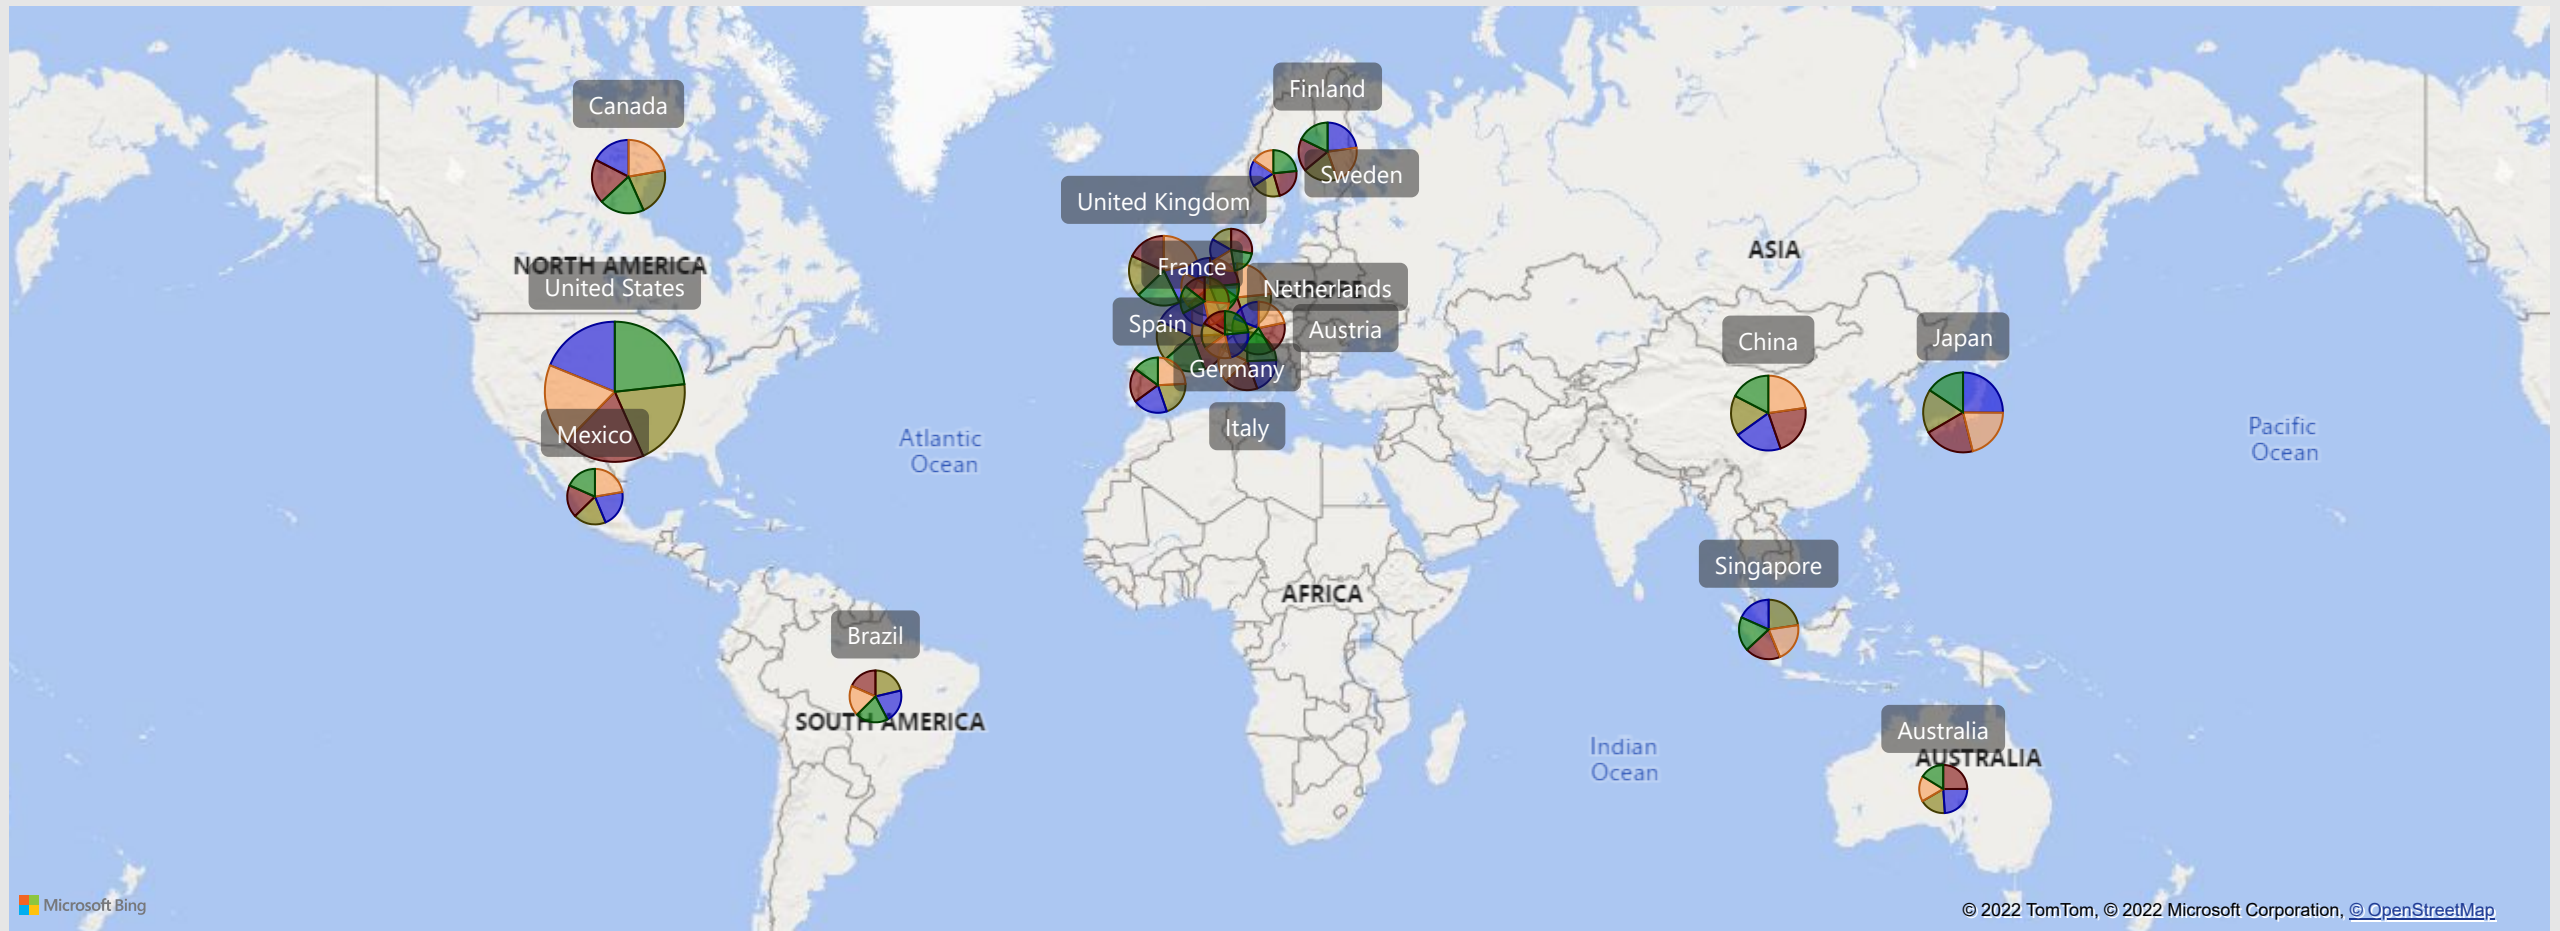 Finland
Canada
Sweden
United Kingdom
ASIA
NORTH AMERICA
France
United States
EUROPE
Netherlands
Spain
Austria
Japan
China
Germany
Pacific
Ocean
Italy
Mexico
Atlantic
Ocean
Singapore
AFRICA
Brazil
SOUTH AMERICA
Australia
Indian
Ocean
AUSTRALIA
Microsoft Bing
© 2022 TomTom, © 2022 Microsoft Corporation, © OpenStreetMap